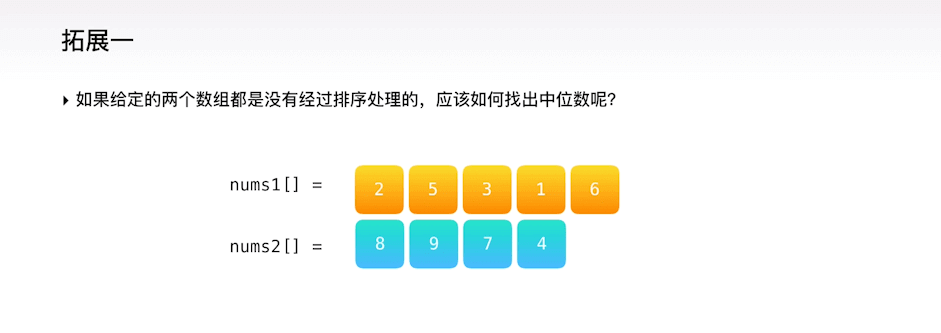 拓展一
如果给定的两个数组都是没有经过排序处理的，应该如何找出中位数呢？
nums1[] = 2 5 3 1 6
nums2[] = 8 9 7 4